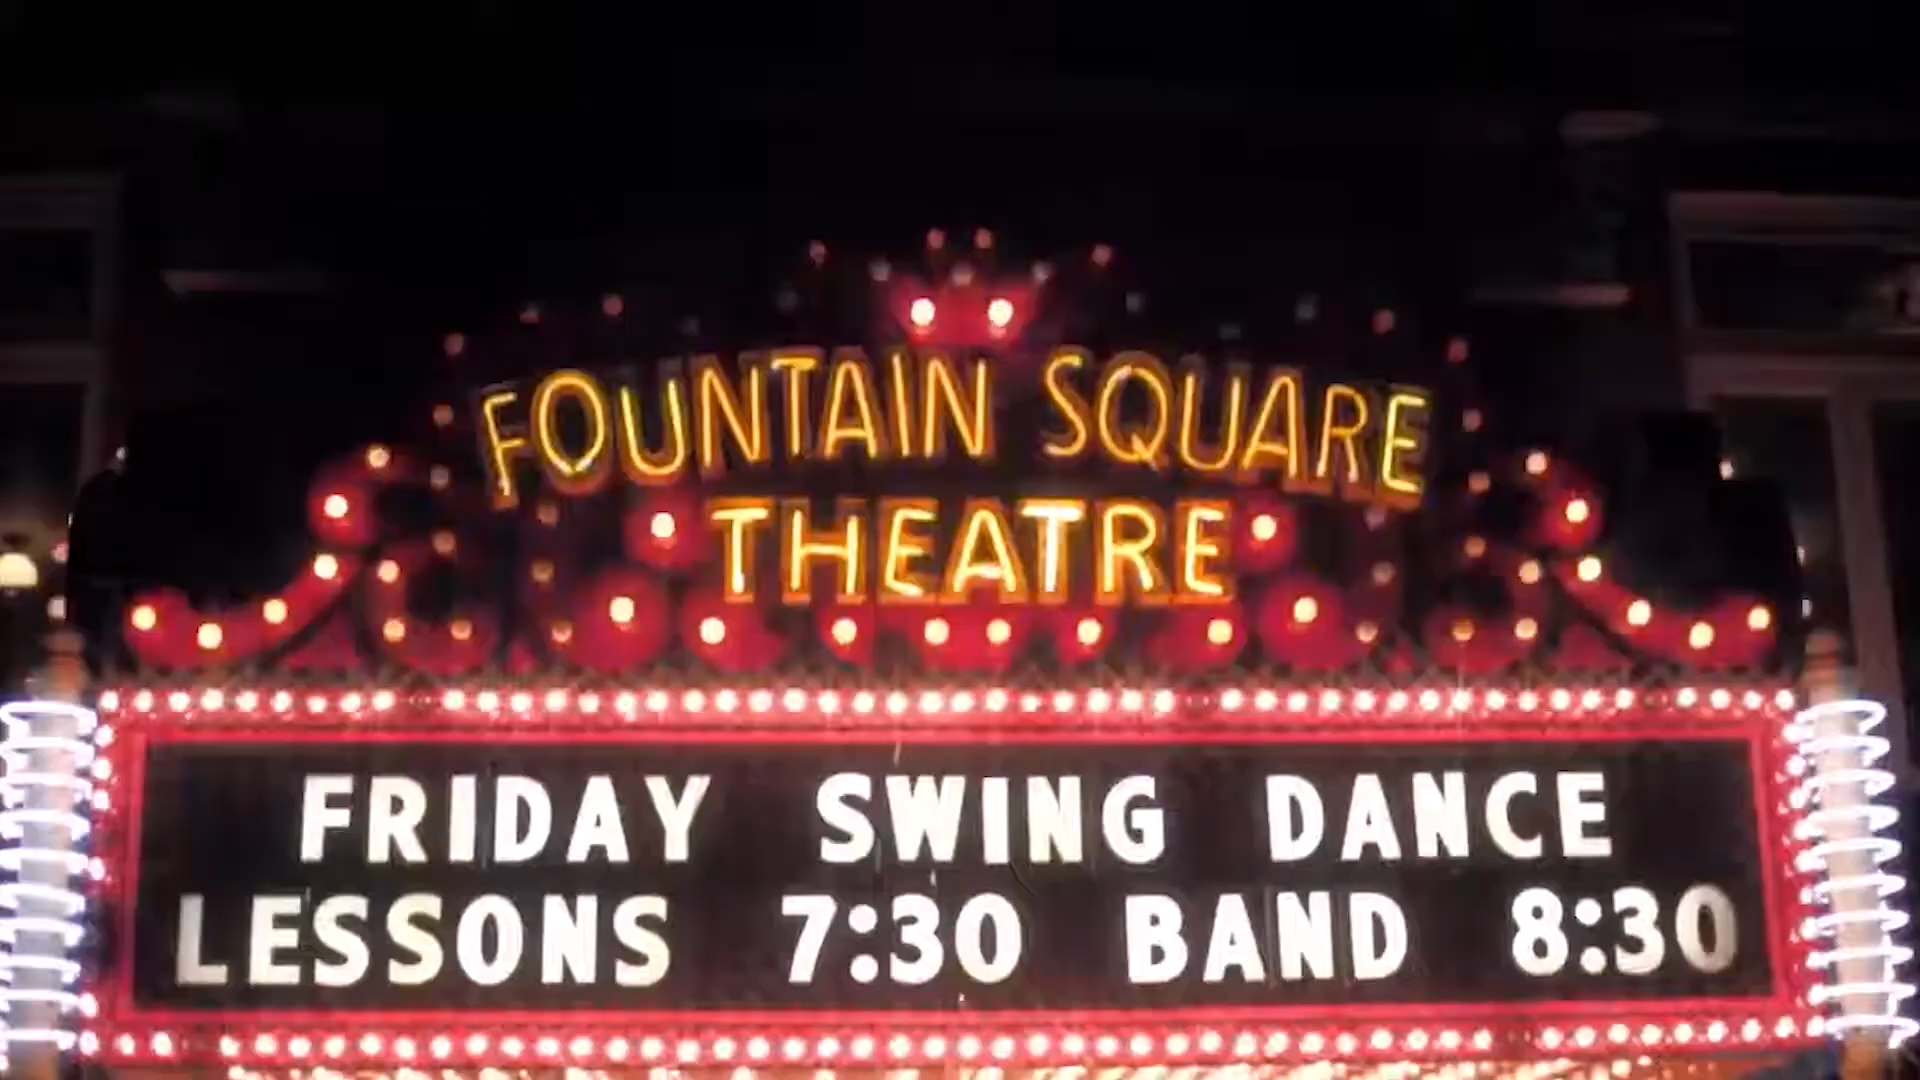 FOUNTAIN SQUARE
THEATRE
FRIDAY SWING DANCE
LESSONS 7:30 BAND 8:30